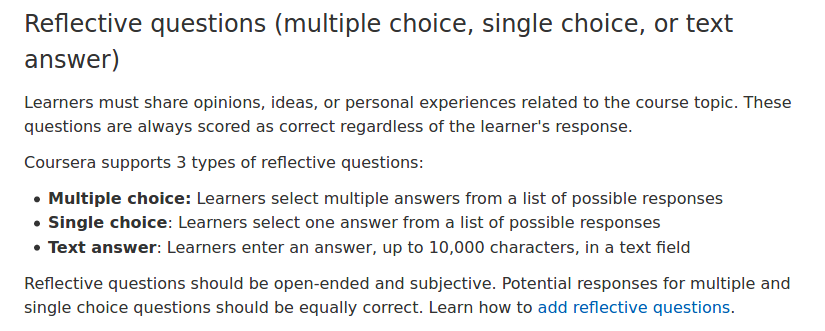 Reflective questions (multiple choice, single choice, or text
answer)
Learners must share opinions, ideas, or personal experiences related to the course topic. These
questions are always scored as correct regardless of the learner's response.
Coursera supports 3 types of reflective questions:
• Multiple choice: Learners select multiple answers from a list of possible responses
• Single choice: Learners select one answer from a list of possible responses
• Text answer: Learners enter an answer, up to 10,000 characters, in a text field
Reflective questions should be open-ended and subjective. Potential responses for multiple and
single choice questions should be equally correct. Learn how to add reflective questions.